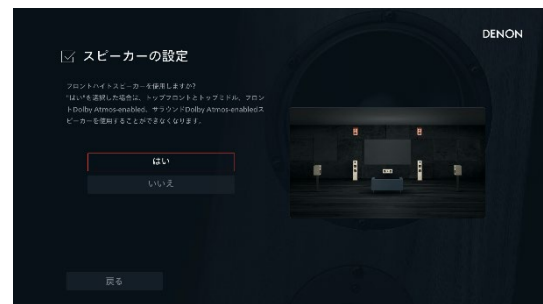 DENON
スピーカーの設定
フロントハイトスピーカーを使用しますか?
"はい"を選択した場合は、トップフロントとトップミドル、フロン
トDolby Atmos-enabled、サラウンドDolby Atmos-enabledス
ピーカーを使用することができなくなります。
はい
いいえ
戻る